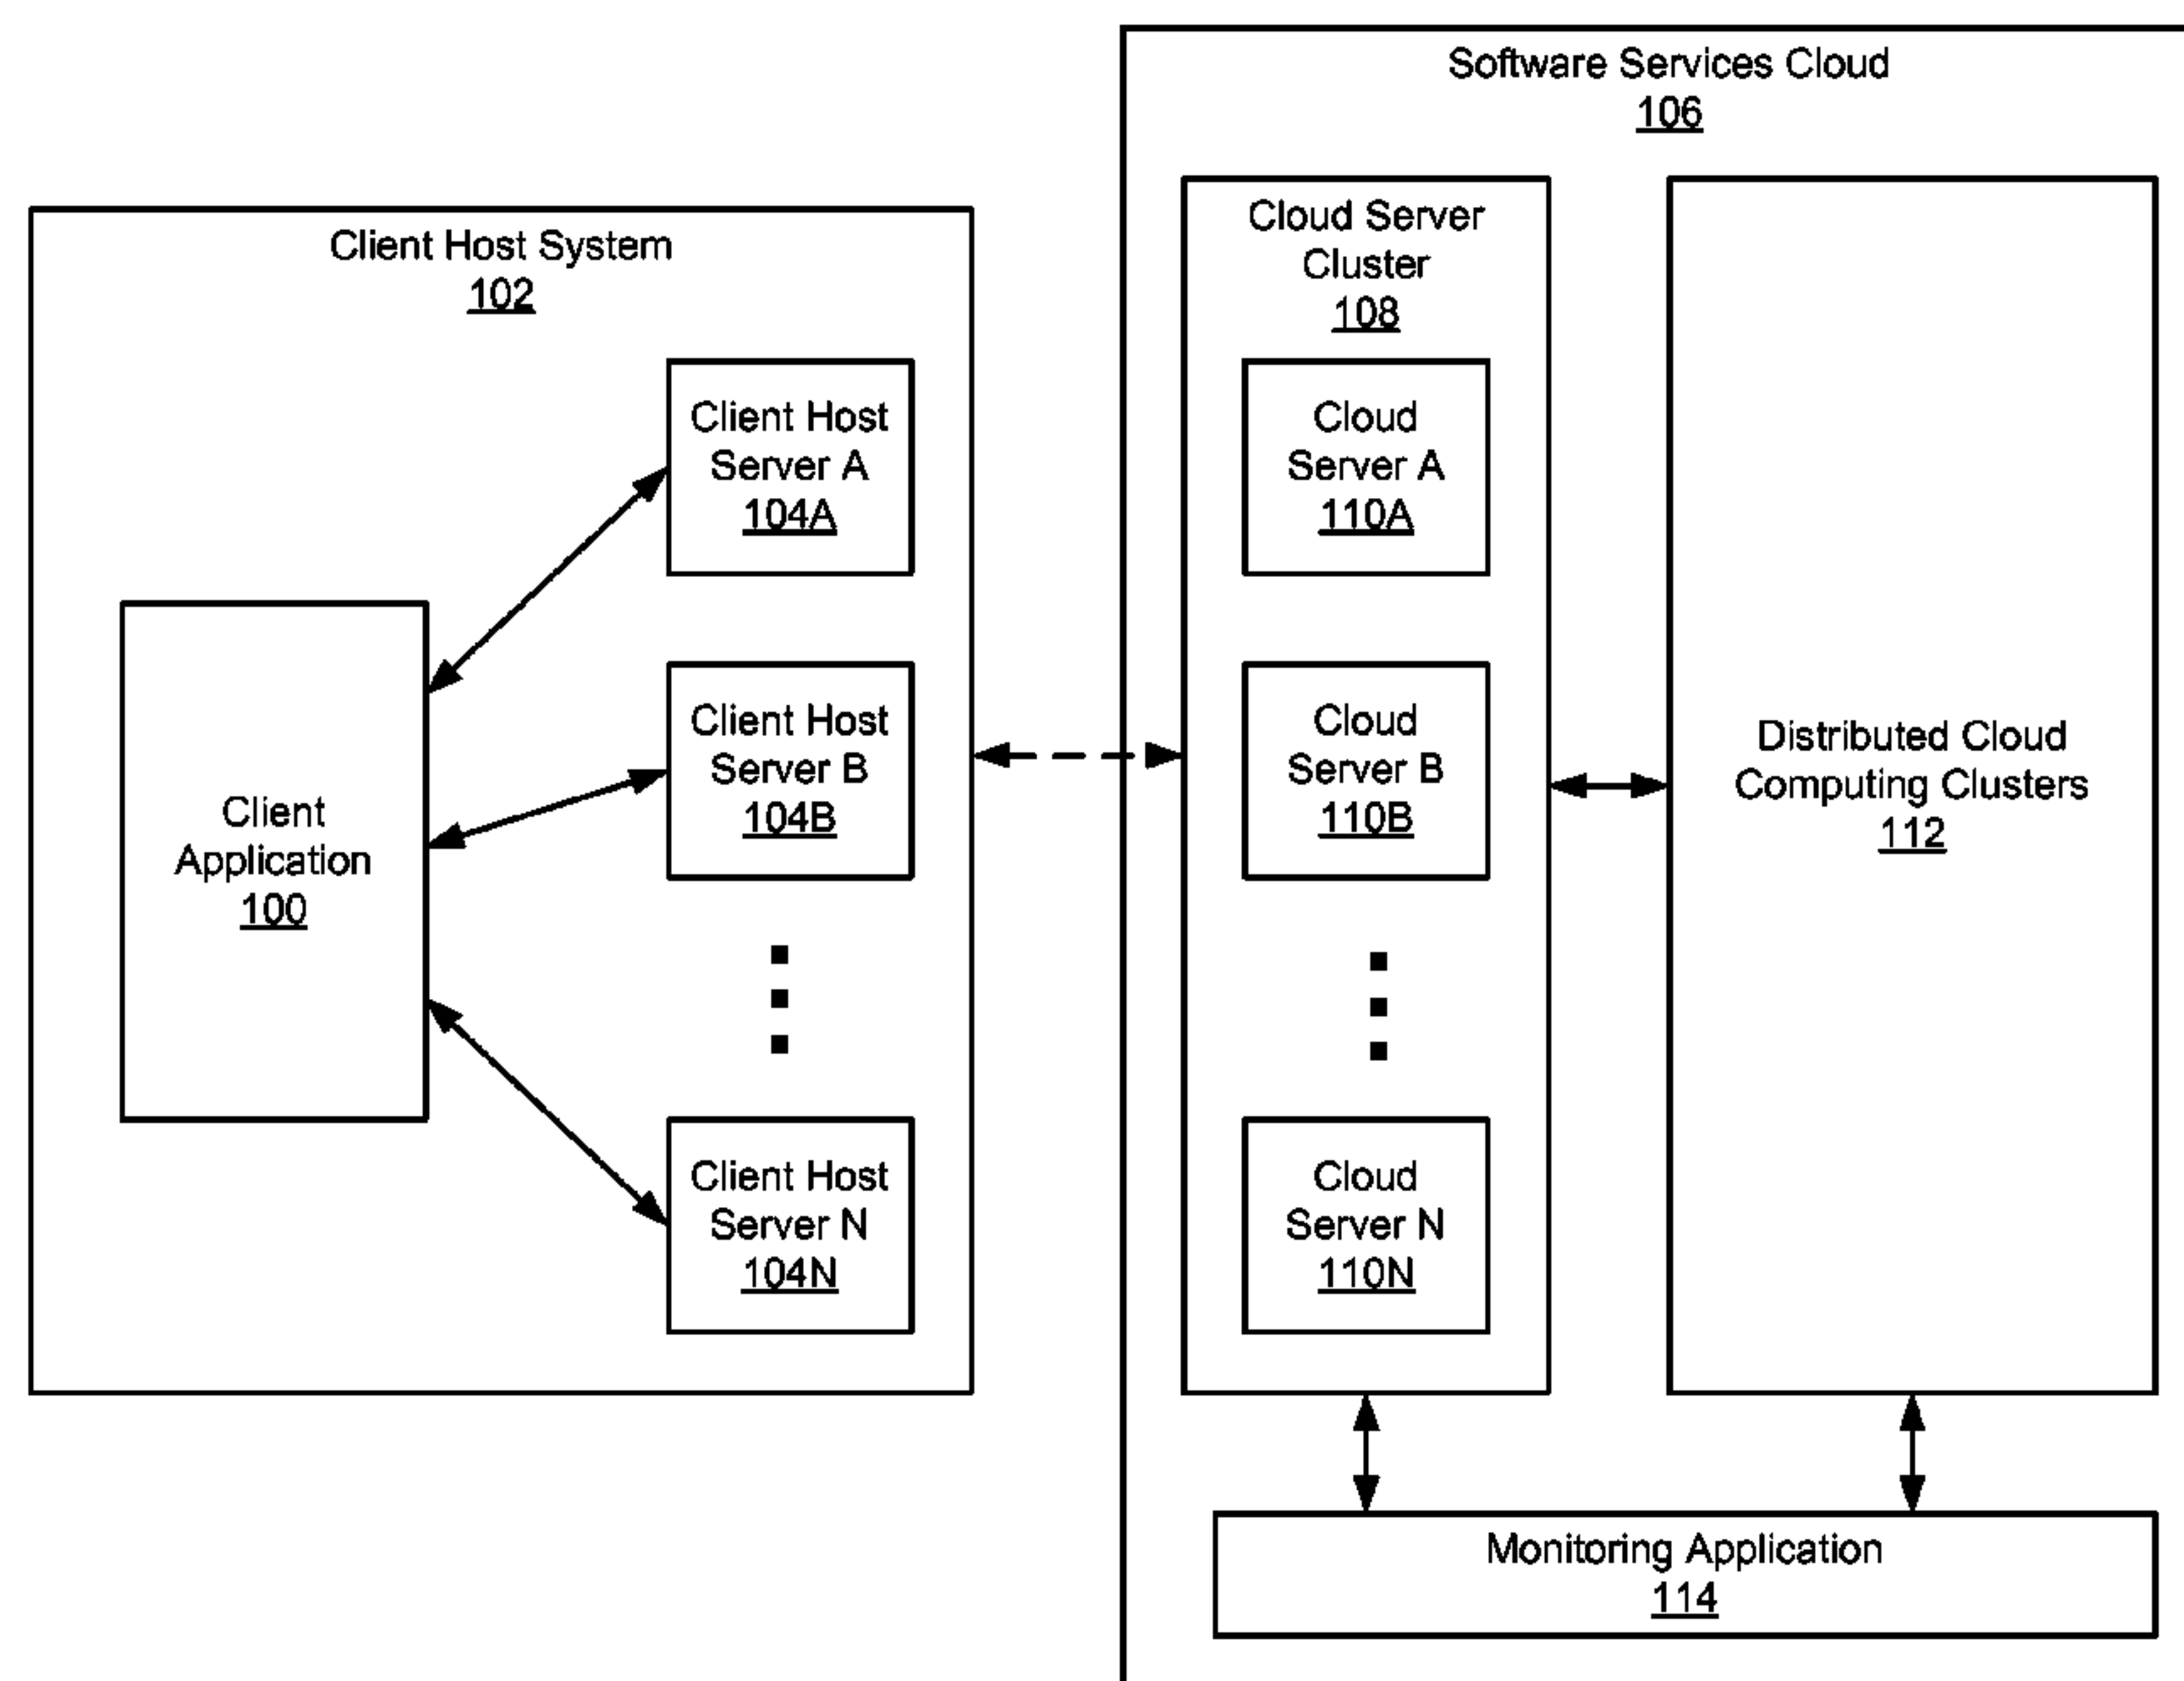 Software Services Cloud
106
Client Host System
102
Client Application
100
Client Host
Server A
104A
Client Host
Server B
104B
Client Host
Server N
104N
Cloud Server
Cluster
108
Cloud
Server A
110A
Cloud
Server B
110B
Cloud
Server N
110N
Distributed Cloud
Computing Clusters
112
Monitoring Application
114